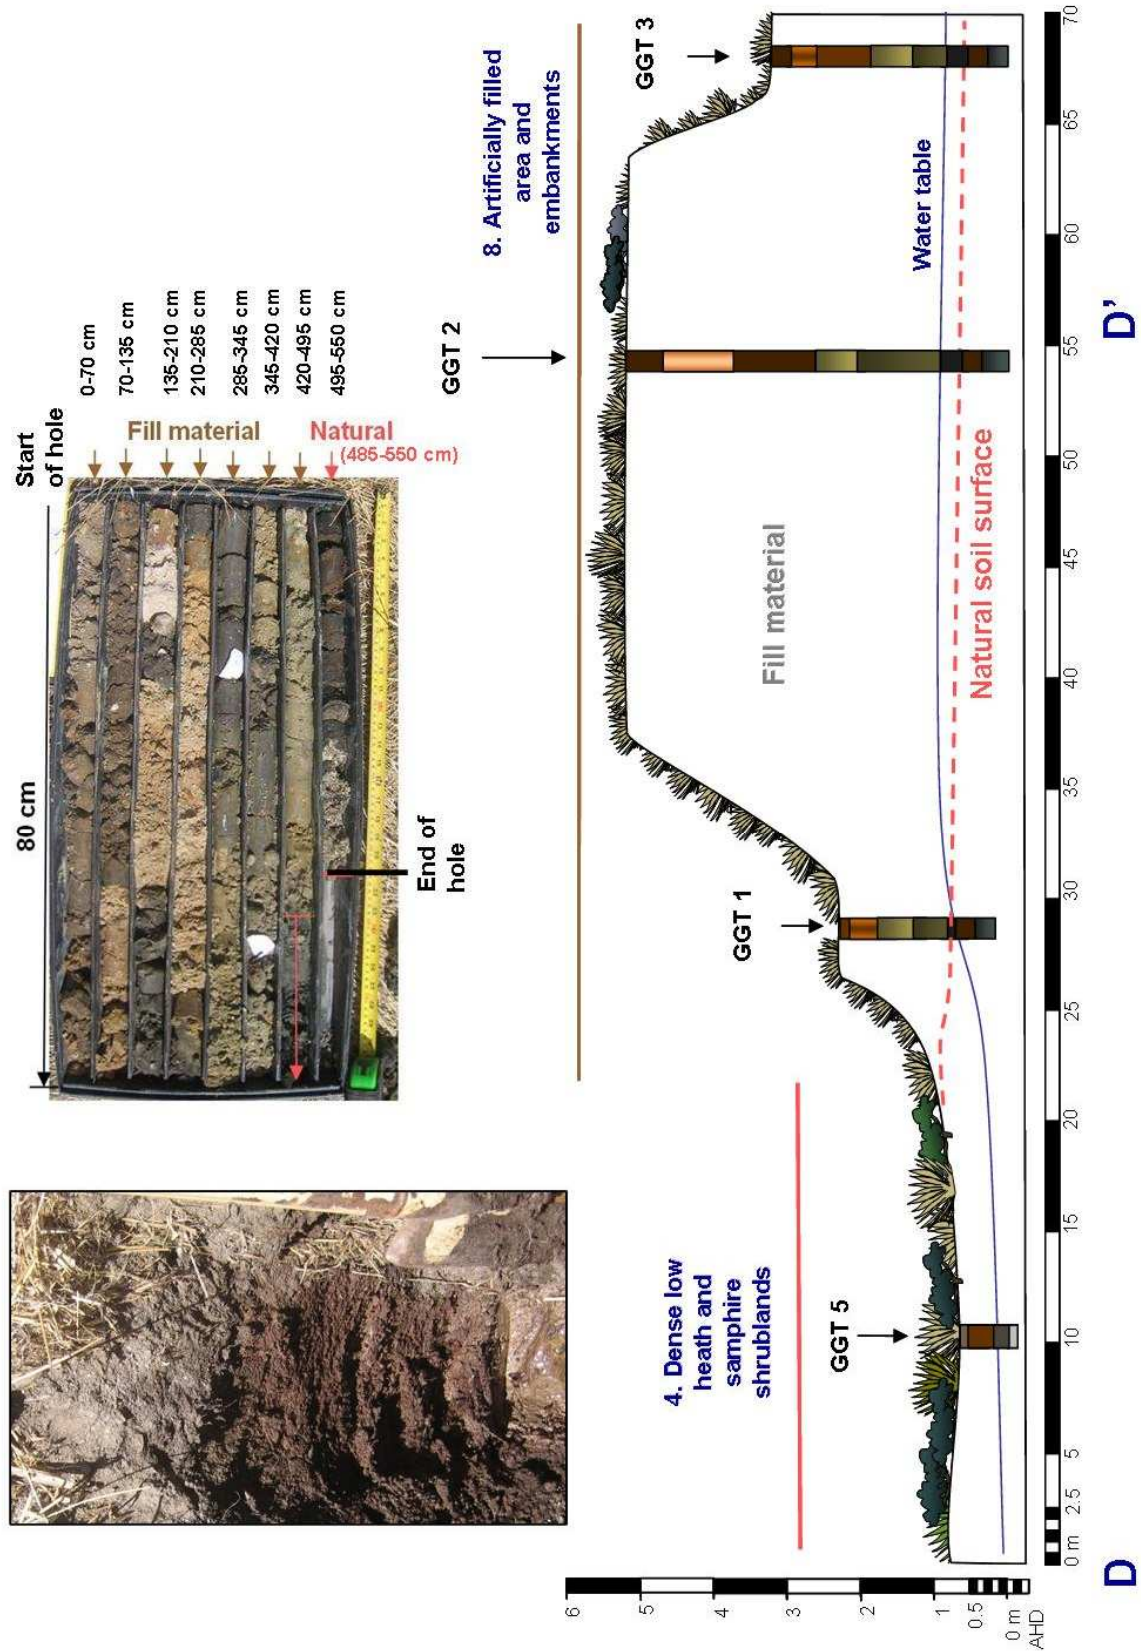 80 cm
Start
of hole
0-70 cm
70-135 cm
135-210 cm
210-285 cm
285-345 cm
345-420 cm
420-495 cm
495-550 cm
Fill material
Natural
(485-550 cm)
End of
hole
4. Dense low
heath and
samphire
shrublands
8. Artificially filled
area and
embankments
GGT 5
GGT 1
GGT 2
GGT 3
Fill material
Water table
Natural soil surface
6
5
4
3
2
1
0.5
0 m
AHD
0 m
2.5
5
10
15
20
25
30
35
40
45
50
55
60
65
70
D
D'